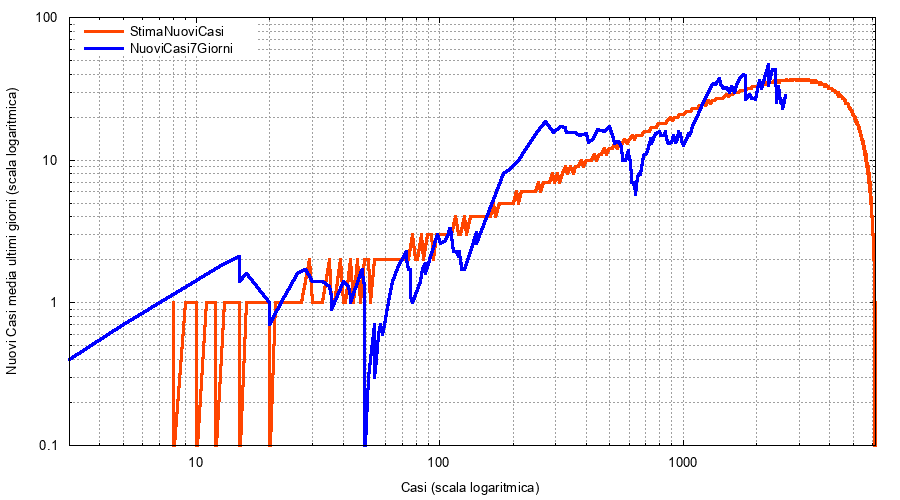 100
10
1
0.1
Nuovi Casi media ultimi giorni (scala logaritmica)
StimaNuoviCasi
NuoviCasi7Giorni
10 100 1000
Casi (scala logaritmica)